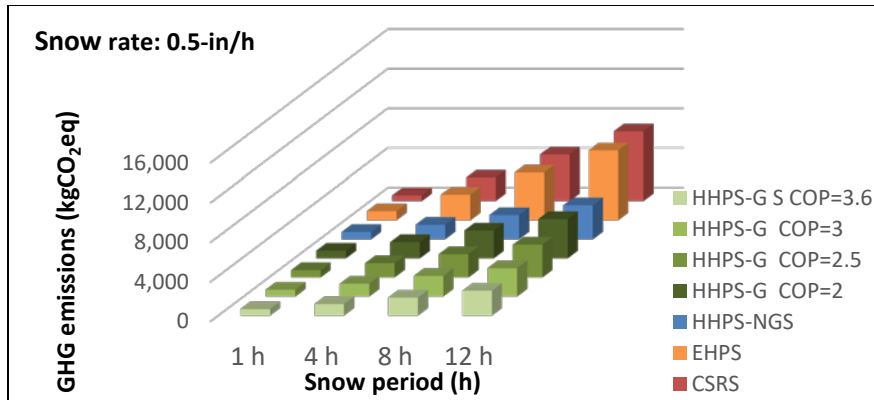 Snow rate: 0.5-in/h
GHG emissions (kgCO₂eq)
16,000
12,000
8,000
4,000
0
1 h
4 h
8 h
12 h
Snow period (h)
HHPS-G S COP=3.6
HHPS-G COP=3
HHPS-G COP=2.5
HHPS-G COP=2
HHPS-NGS
EHPS
CSRS